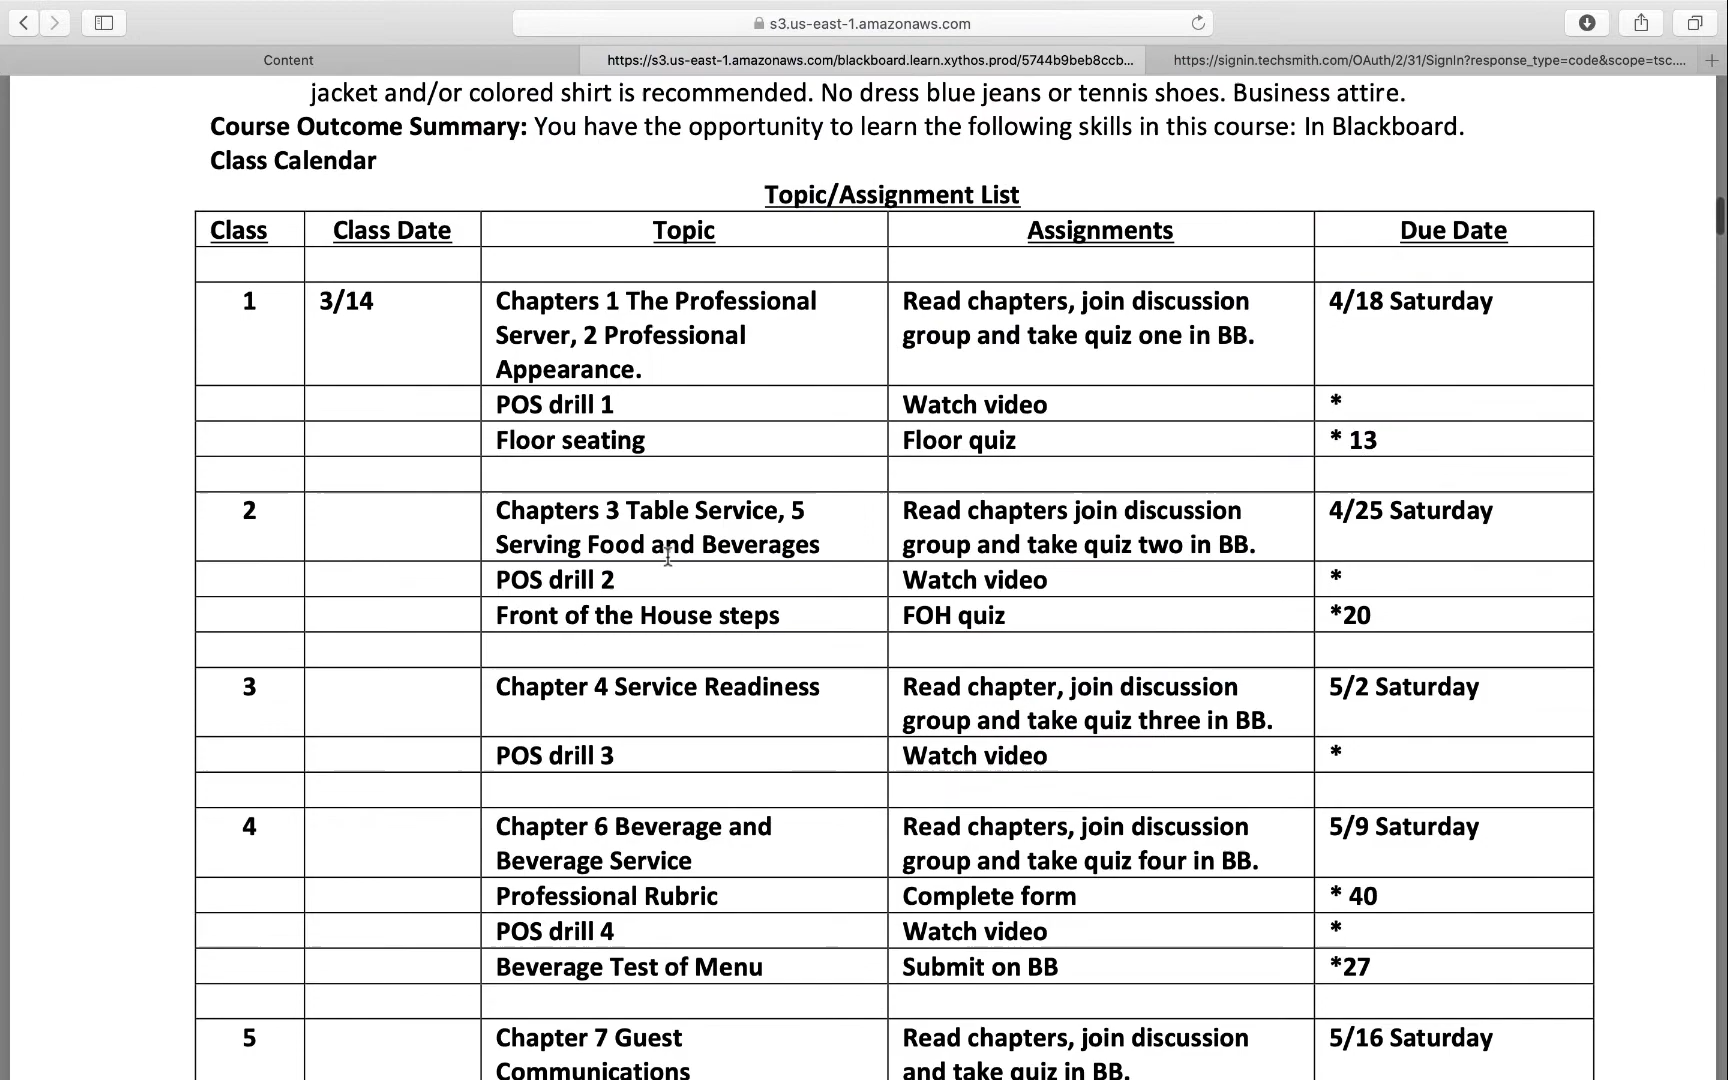 s3.us-east-1.amazonaws.com
Content
https://s3.us-east-1.amazonaws.com/blackboard.learn.xythos.prod/5744b9beb8ccb...
https://signin.techsmith.com/OAuth/2/31/SignIn?response_type=code&scope=tsc....
jacket and/or colored shirt is recommended. No dress blue jeans or tennis shoes. Business attire.
Course Outcome Summary: You have the opportunity to learn the following skills in this course: In Blackboard.
Class Calendar
Topic/Assignment List
Class Class Date Topic Assignments Due Date
1 3/14 Chapters 1 The Professional Read chapters, join discussion 4/18 Saturday
Server, 2 Professional group and take quiz one in BB.
Appearance.
POS drill 1 Watch video *
Floor seating Floor quiz * 13
2 Chapters 3 Table Service, 5 Read chapters join discussion 4/25 Saturday
Serving Food and Beverages group and take quiz two in BB.
POS drill 2 Watch video *
Front of the House steps FOH quiz *20
3 Chapter 4 Service Readiness Read chapter, join discussion 5/2 Saturday
group and take quiz three in BB.
POS drill 3 Watch video *
4 Chapter 6 Beverage and Read chapters, join discussion 5/9 Saturday
Beverage Service group and take quiz four in BB.
Professional Rubric Complete form * 40
POS drill 4 Watch video *
Beverage Test of Menu Submit on BB *27
5 Chapter 7 Guest Read chapters, join discussion 5/16 Saturday
Communications and take quiz in BB.